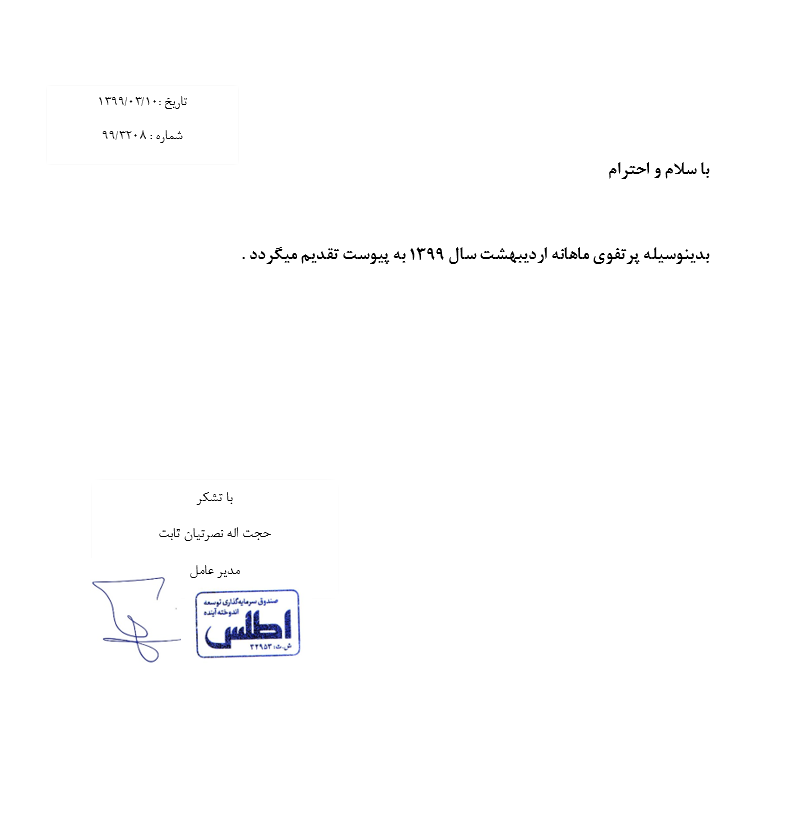 تاریخ :۱۳۹۹/۰۳/۱۰
شماره : ۹۹/۳۲۰۸
با سلام و احترام
بدینوسیله پرتفوی ماهانه اردیبهشت سال ۱۳۹۹ به پیوست تقدیم میگردد .
با تشکر
حجت اله نصرتیان ثابت
مدیر عامل
صندوق سرمایه‌گذاری توسعه
اندوخته آینده
اطلس
ش.ث: ۳۴۹۵۳